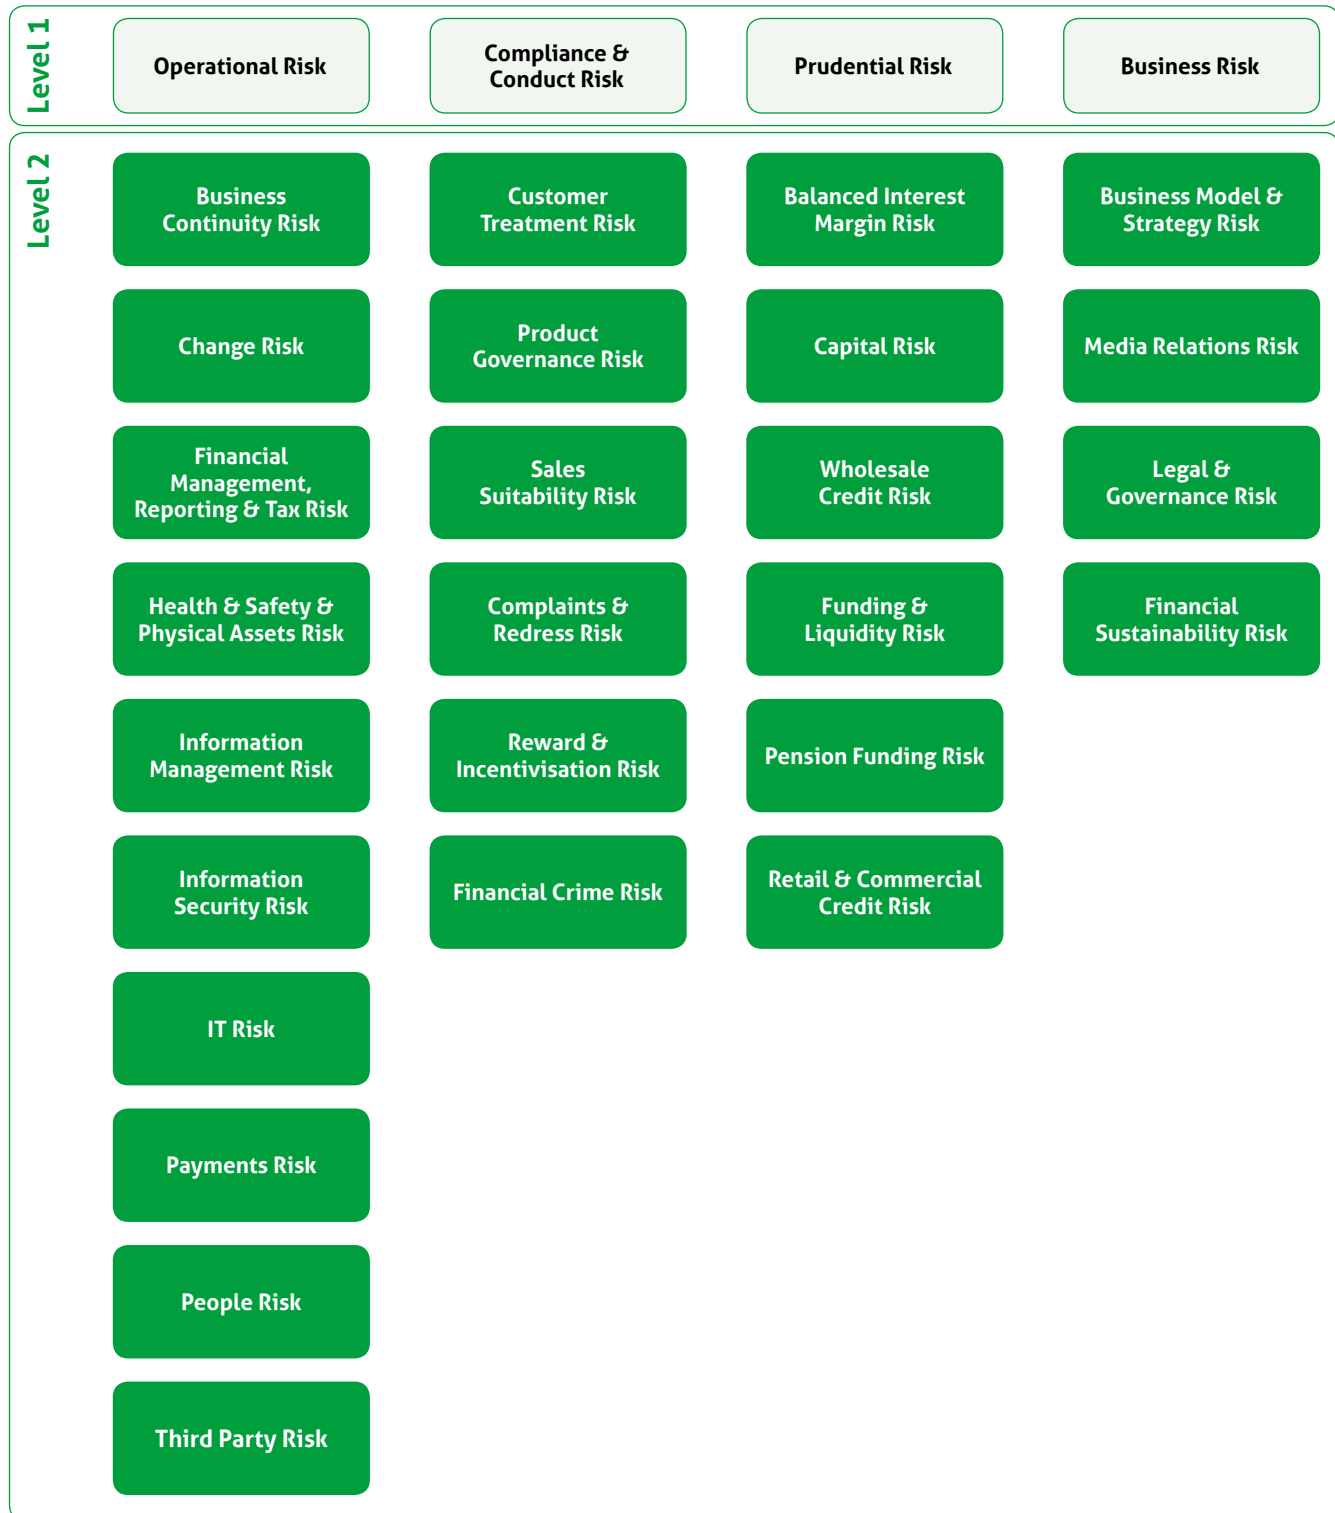 Level 1
Operational Risk
Compliance &
Conduct Risk
Prudential Risk
Business Risk
Level 2
Business
Continuity Risk
Change Risk
Financial
Management,
Reporting & Tax Risk
Health & Safety &
Physical Assets Risk
Information
Management Risk
Information
Security Risk
IT Risk
Payments Risk
People Risk
Third Party Risk
Customer
Treatment Risk
Product
Governance Risk
Sales
Suitability Risk
Complaints &
Redress Risk
Reward &
Incentivisation Risk
Financial Crime Risk
Balanced Interest
Margin Risk
Capital Risk
Wholesale
Credit Risk
Funding &
Liquidity Risk
Pension Funding Risk
Retail & Commercial
Credit Risk
Business Model &
Strategy Risk
Media Relations Risk
Legal &
Governance Risk
Financial
Sustainability Risk